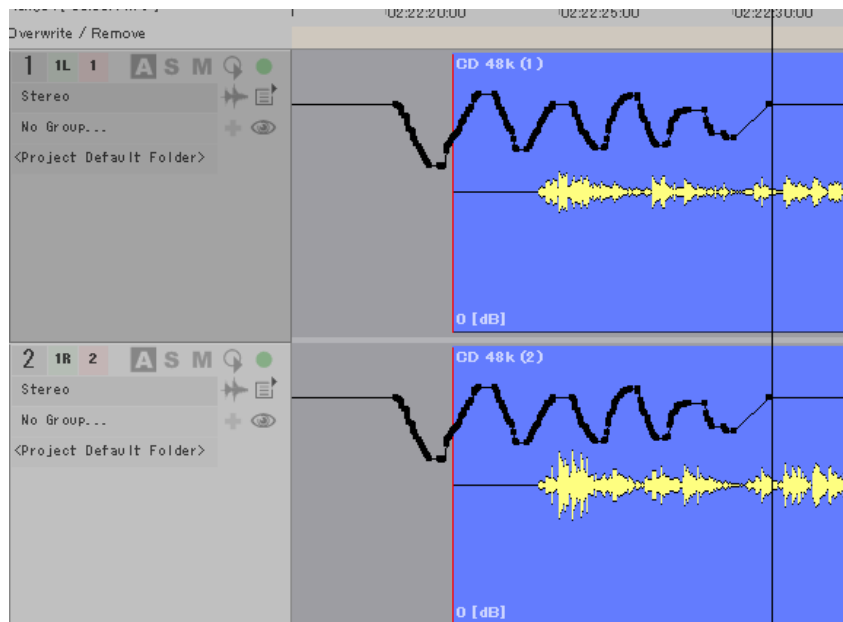 02:22:20:00 02:22:25:00 02:22:30:00
Overwrite / Remove
1 1L 1 A S M
CD 48k (1)
Stereo
No Group...
<Project Default Folder>
0 [dB]
2 1R 2 A S M
CD 48k (2)
Stereo
No Group...
<Project Default Folder>
0 [dB]